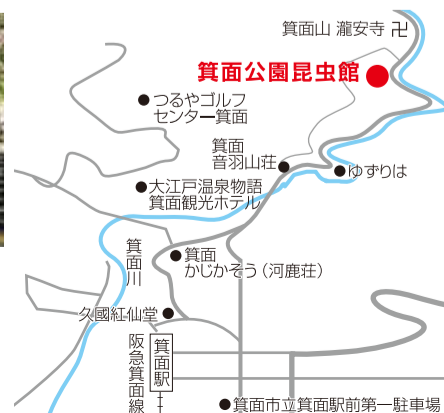 箕面山 瀧安寺 卍
箕面公園昆虫館
つるやゴルフ
センター箕面
箕面
音羽山荘
ゆずりは
大江戸温泉物語
箕面観光ホテル
箕面川
箕面
かじかそう（河鹿荘）
久國紅仙堂
箕面駅
阪急箕面線
箕面市立箕面駅前第一駐車場